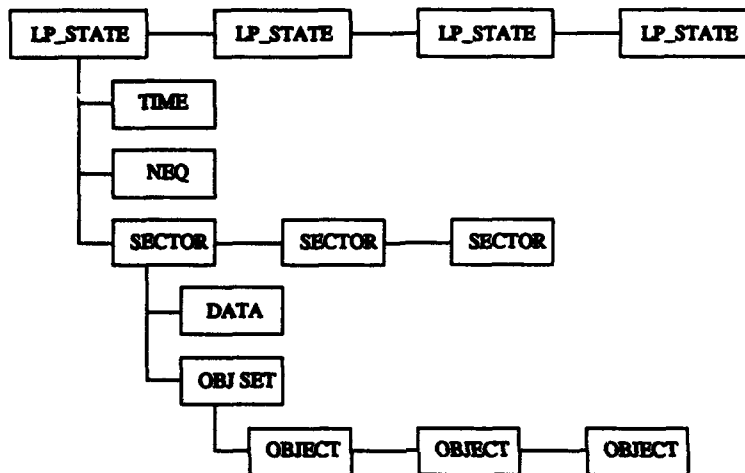 LP_STATE LP_STATE LP_STATE LP_STATE
TIME
NEQ
SECTOR SECTOR SECTOR
DATA
OBJ SET
OBJECT OBJECT OBJECT